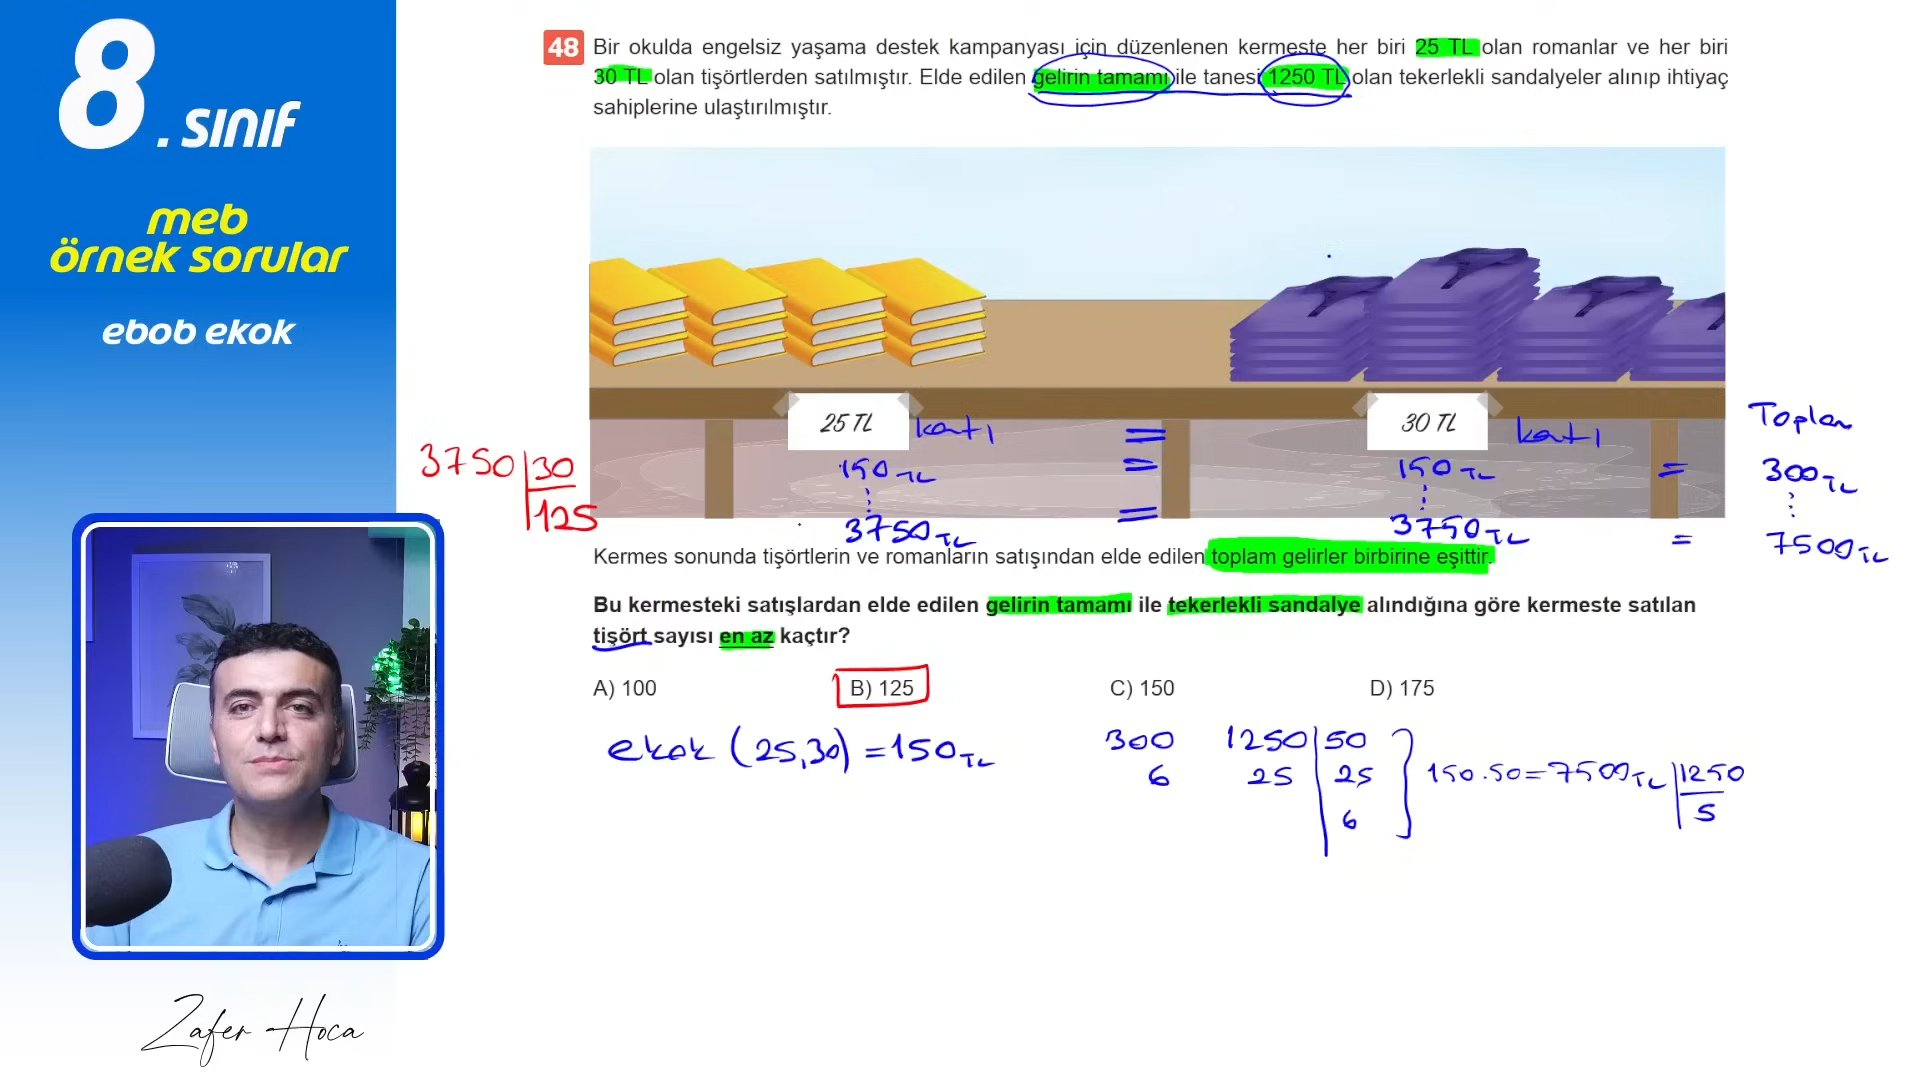 8. sınıf
meb
örnek sorular
ebob ekok
48 Bir okulda engelsiz yaşama destek kampanyası için düzenlenen kermeste her biri 25 TL olan romanlar ve her biri
30 TL olan tişörtlerden satılmıştır. Elde edilen gelirin tamamı ile tanesi 1250 TL olan tekerlekli sandalyeler alınıp ihtiyaç
sahiplerine ulaştırılmıştır.
25 TL katı = 30 TL katı Toplam
150 TL = 150 TL = 300 TL
3750 TL = 3750 TL = 7500 TL
3750 30
125
Kermes sonunda tişörtlerin ve romanların satışından elde edilen toplam gelirler birbirine eşittir.
Bu kermesteki satışlardan elde edilen gelirin tamamı ile tekerlekli sandalye alındığına göre kermeste satılan
tişört sayısı en az kaçtır?
A) 100 B) 125 C) 150 D) 175
ekok (25,30) = 150 TL
300 1250 50
6 25 25
6
150.50=7500 TL 1250
5
Zafer Hoca